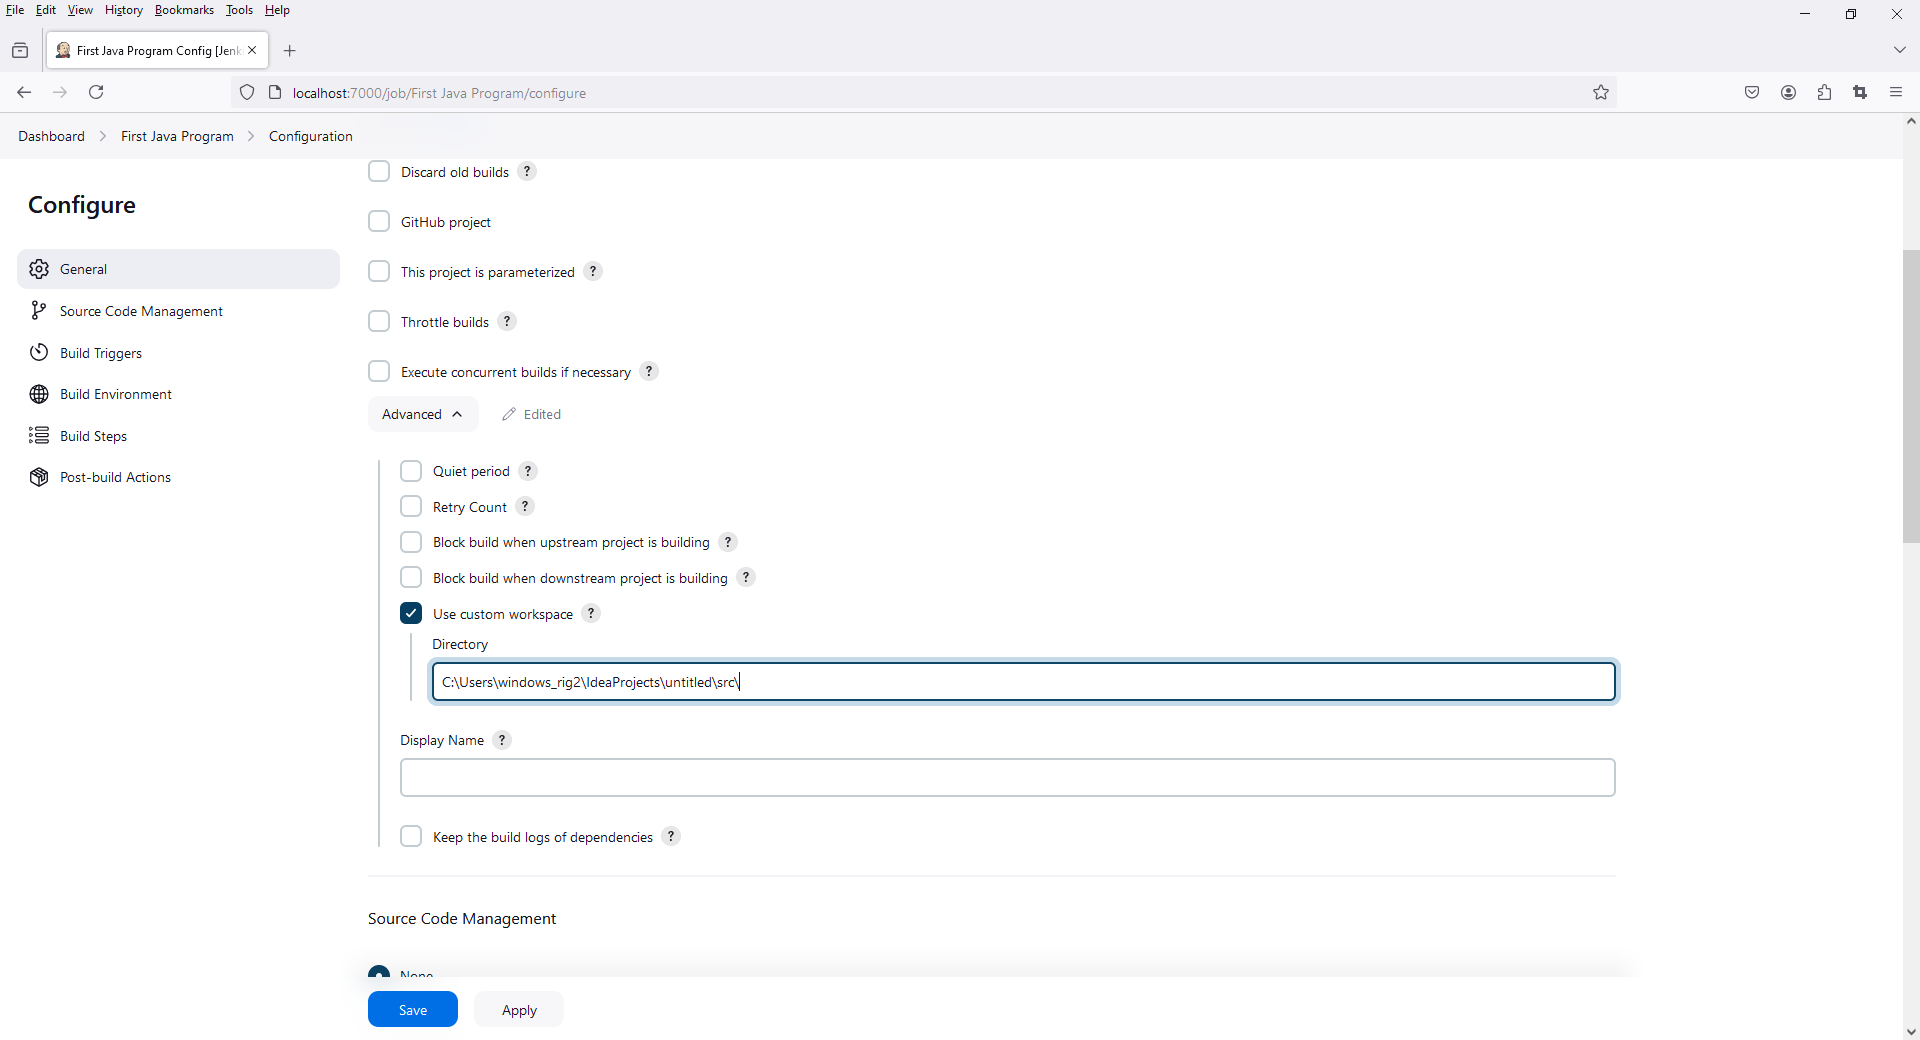 File Edit View History Bookmarks Tools Help
First Java Program Config [Jenk
localhost:7000/job/First Java Program/configure
Dashboard First Java Program Configuration
Configure
General
Source Code Management
Build Triggers
Build Environment
Build Steps
Post-build Actions
Discard old builds ?
GitHub project
This project is parameterized ?
Throttle builds ?
Execute concurrent builds if necessary ?
Advanced Edited
Quiet period ?
Retry Count ?
Block build when upstream project is building ?
Block build when downstream project is building ?
Use custom workspace ?
Directory
C:\Users\windows_rig2\IdeaProjects\untitled\src\
Display Name ?
Keep the build logs of dependencies ?
Source Code Management
None
Save Apply